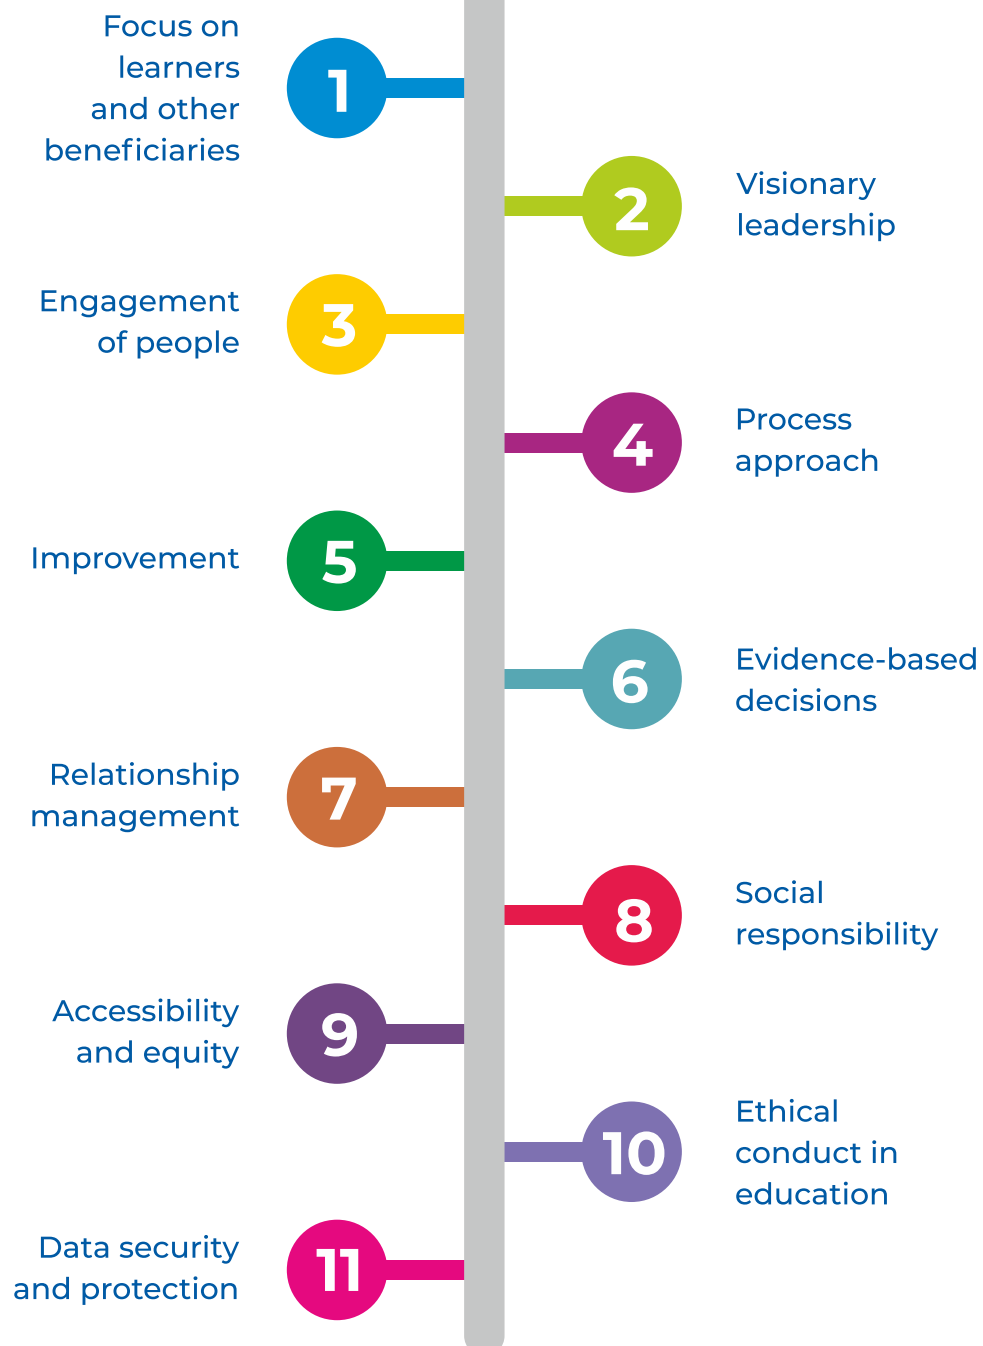 Focus on
learners
and other
beneficiaries
1
2
Visionary
leadership
Engagement
of people
3
4
Process
approach
Improvement
5
6
Evidence-based
decisions
Relationship
management
7
8
Social
responsibility
Accessibility
and equity
9
10
Ethical
conduct in
education
Data security
and protection
11